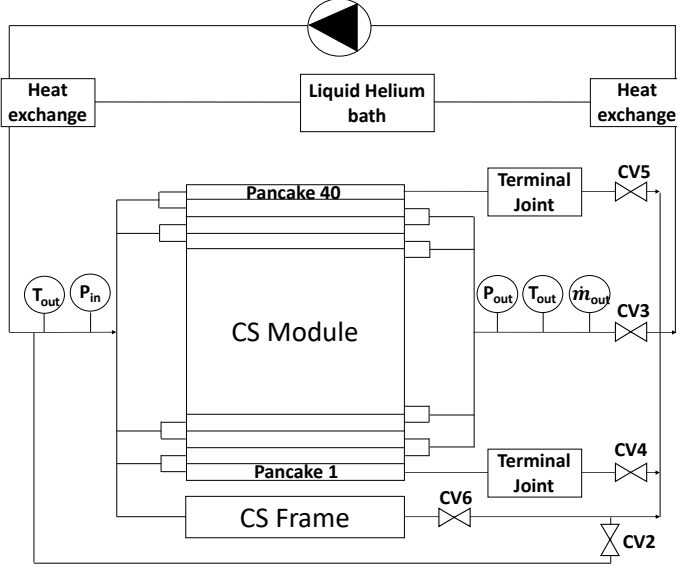 Heat
exchange
Liquid Helium
bath
Heat
exchange
Pancake 40
Terminal
Joint
CV5
T_out
P_in
P_out
T_out
ṁ_out
CV3
CS Module
Pancake 1
Terminal
Joint
CV4
CS Frame
CV6
CV2